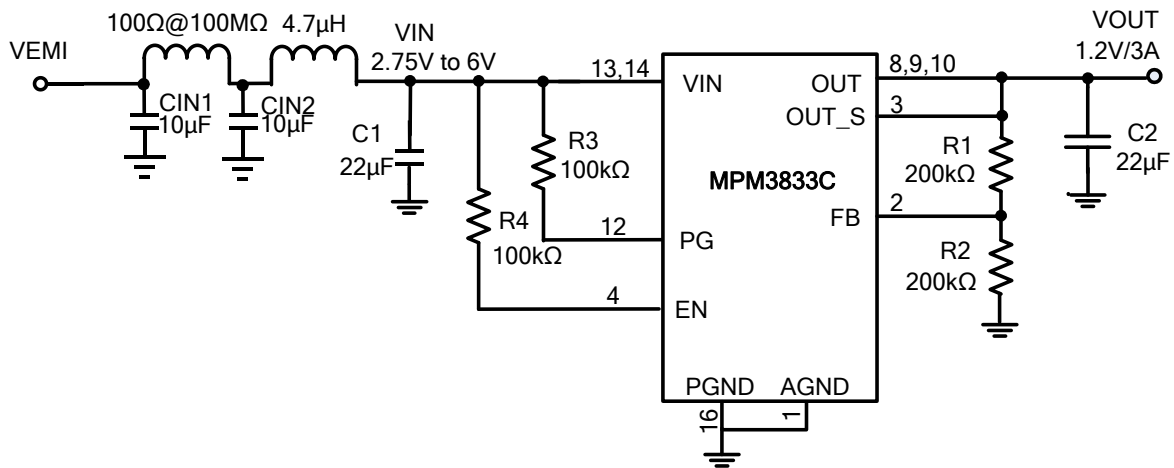 100Ω@100MΩ
4.7µH
VEMI
VIN
2.75V to 6V
VOUT
1.2V/3A
CIN1
10µF
CIN2
10µF
C1
22µF
R3
100kΩ
R4
100kΩ
13,14
VIN
12
PG
4
EN
MPM3833C
OUT
8,9,10
OUT_S
3
FB
2
R1
200kΩ
R2
200kΩ
C2
22µF
PGND
AGND
16
1